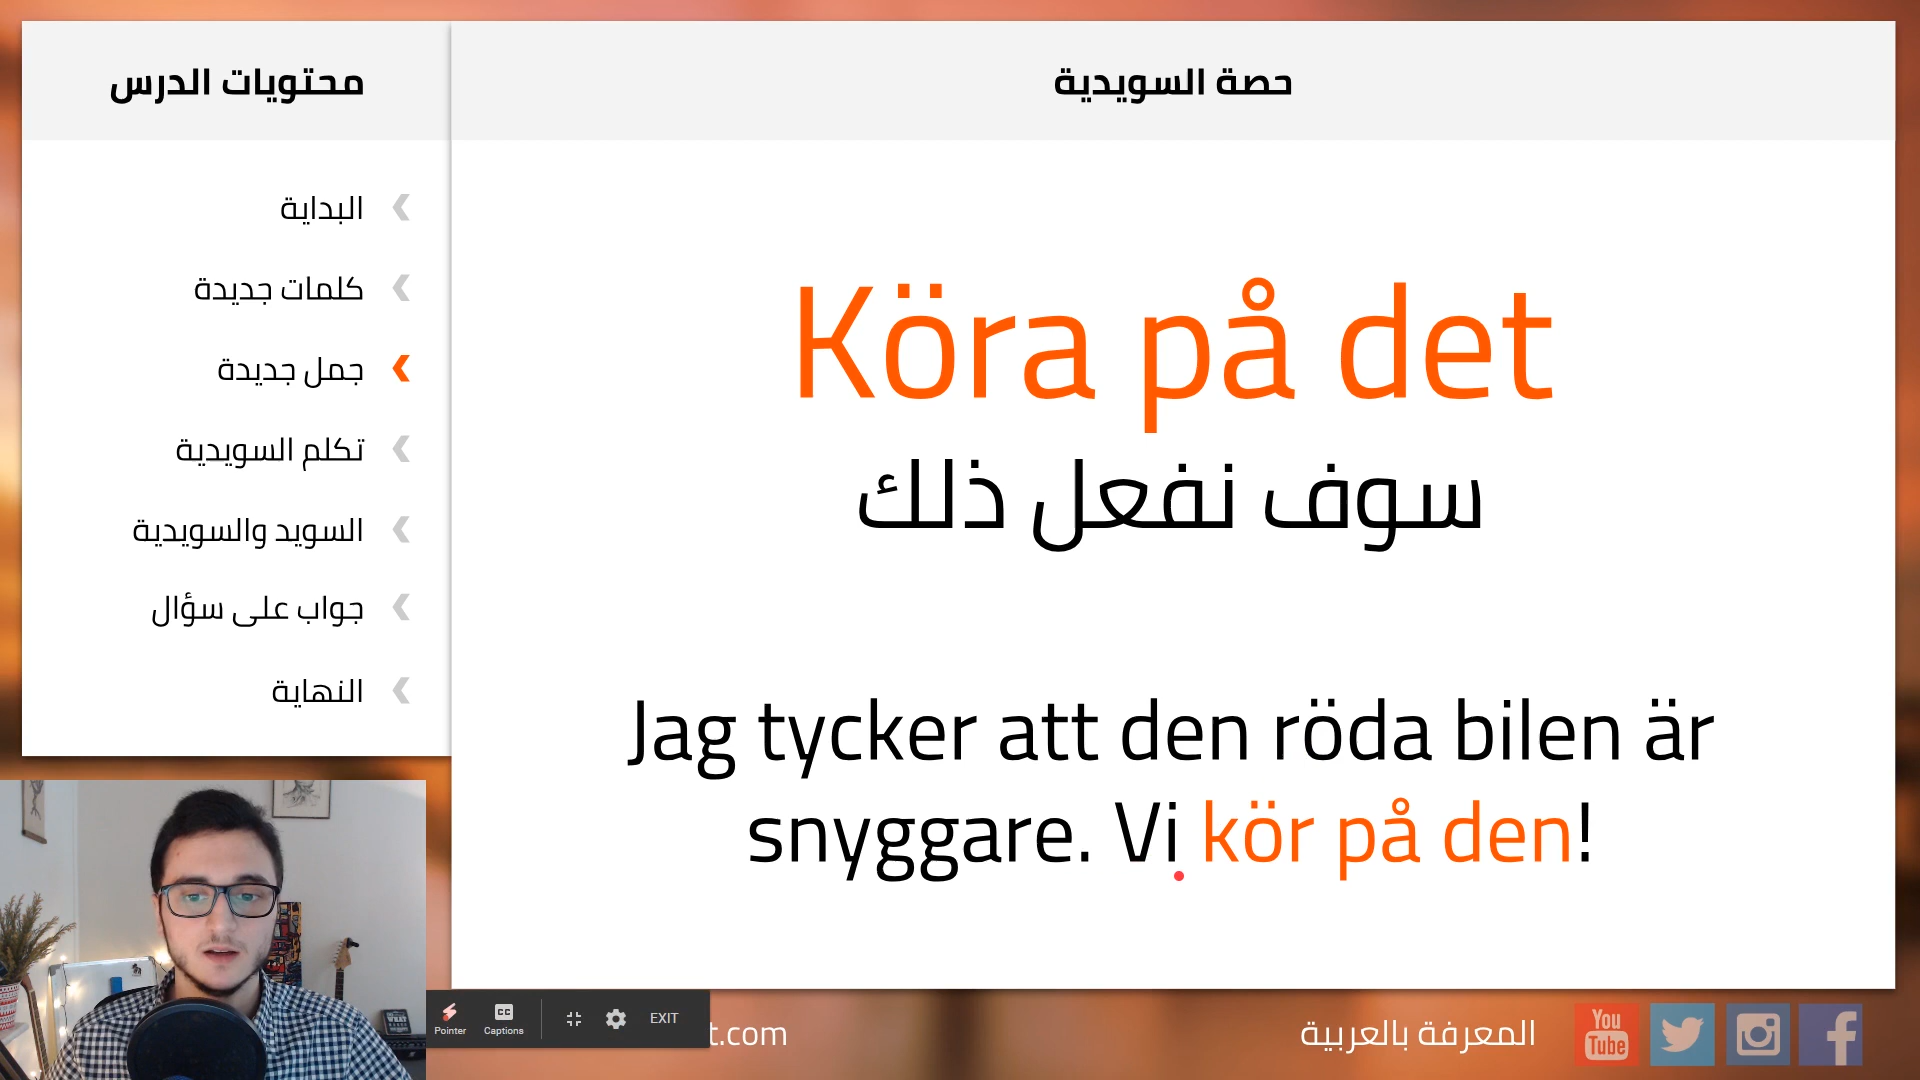 محتويات الدرس
حصة السويدية
البداية
كلمات جديدة
جمل جديدة
تكلم السويدية
السويد والسويدية
جواب على سؤال
النهاية
Köra på det
سوف نفعل ذلك
Jag tycker att den röda bilen är
snyggare. Vi kör på den!
Pointer
CC
Captions
EXIT
t.com
المعرفة بالعربية
You
Tube